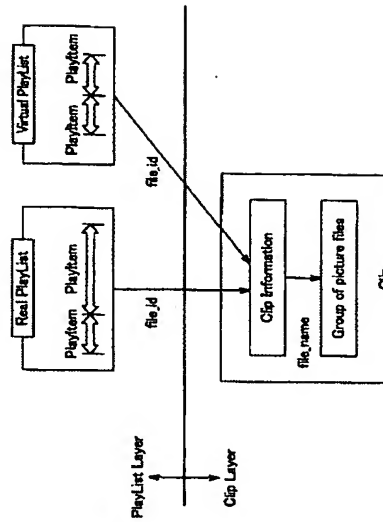 Real PlayList
Virtual PlayList
PlayItem PlayItem
PlayItem PlayItem
PlayList Layer
file_id
file_id
Clip Layer
Clip Information
file_name
Group of picture files
Clip